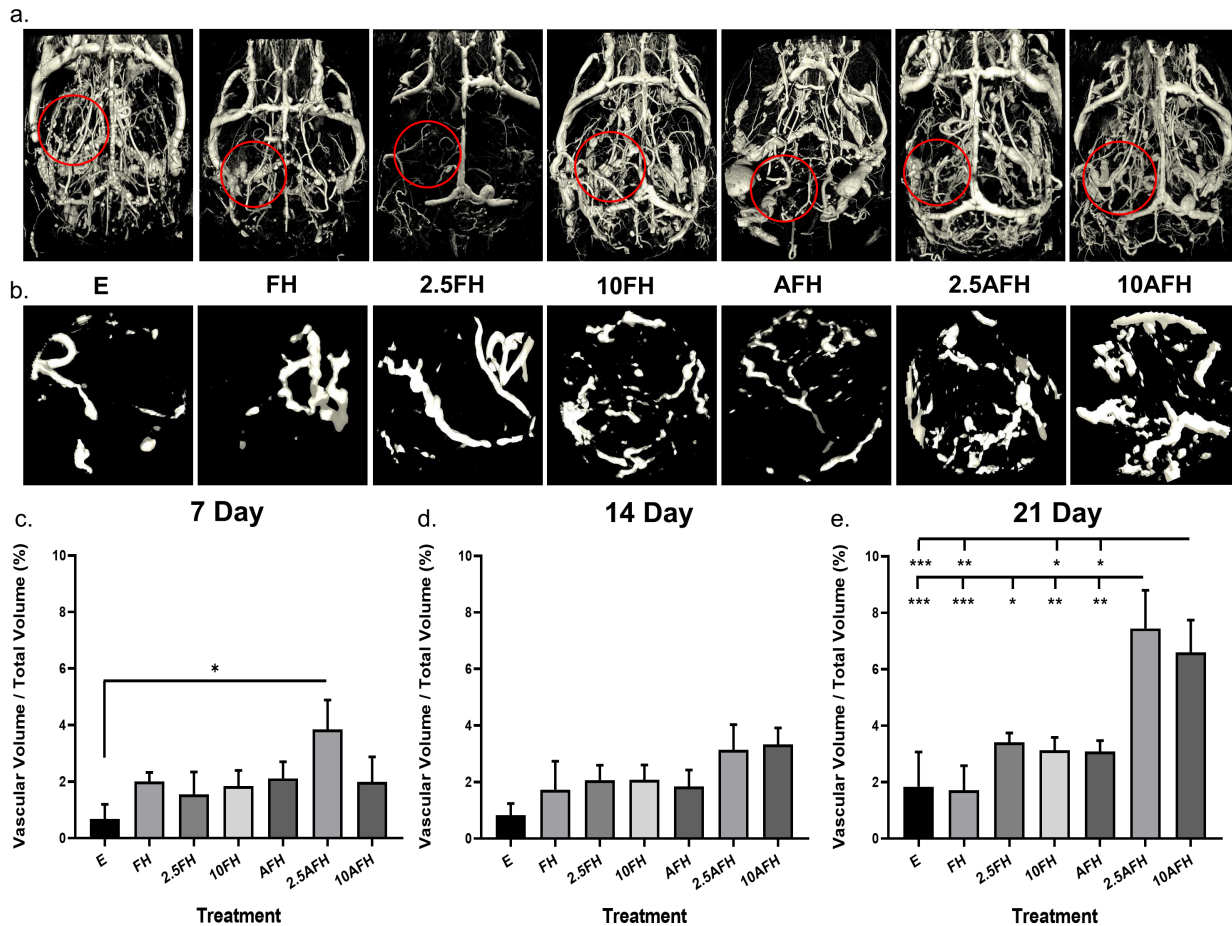 a.
E FH 2.5FH 10FH AFH 2.5AFH 10AFH
b.
c. 7 Day
d. 14 Day
e. 21 Day
Vascular Volume / Total Volume (%)
10
8
6
4
2
0
*
E FH 2.5FH 10FH AFH 2.5AFH 10AFH
Treatment
Vascular Volume / Total Volume (%)
10
8
6
4
2
0
E FH 2.5FH 10FH AFH 2.5AFH 10AFH
Treatment
Vascular Volume / Total Volume (%)
10
8
6
4
2
0
*** ** * *
*** *** * ** **
E FH 2.5FH 10FH AFH 2.5AFH 10AFH
Treatment